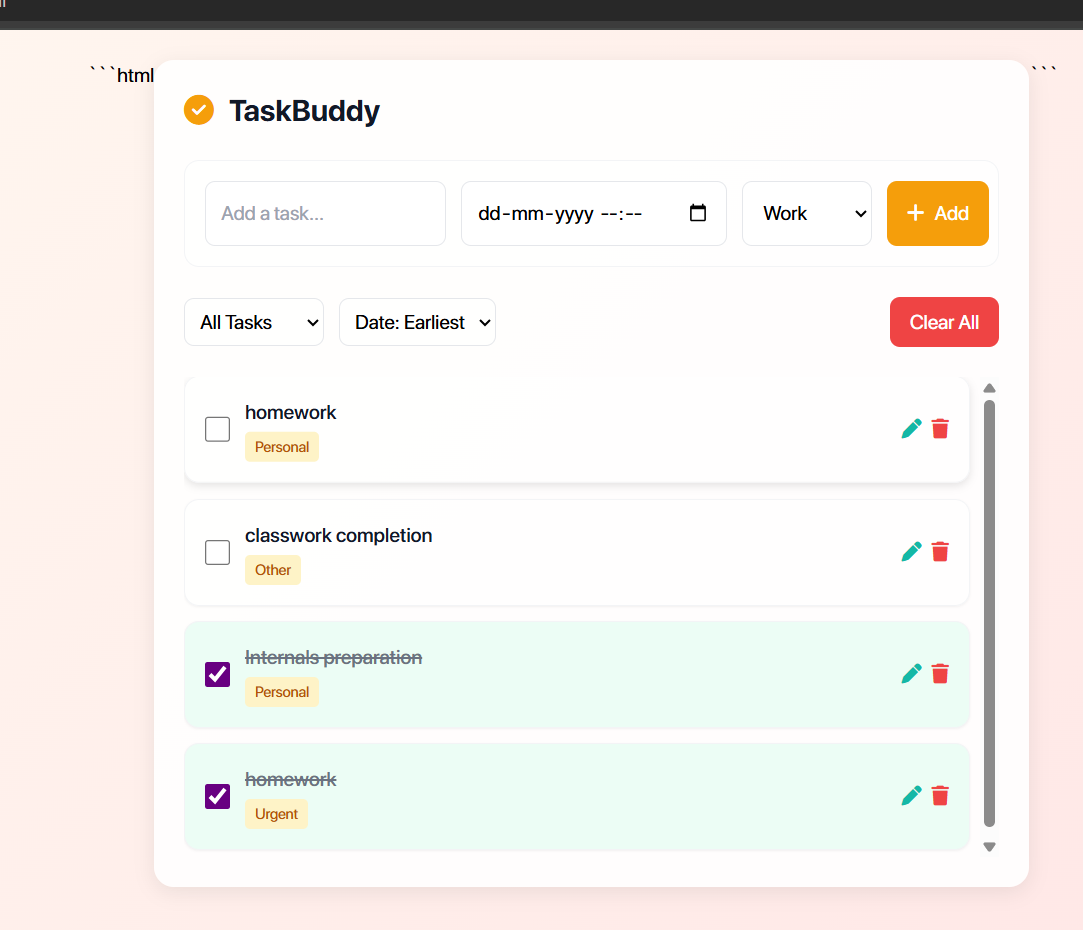 ```html
```
TaskBuddy
Add a task...
dd-mm-yyyy --:--
Work
+ Add
All Tasks
Date: Earliest
Clear All
homework
Personal
classwork completion
Other
Internals preparation
Personal
homework
Urgent